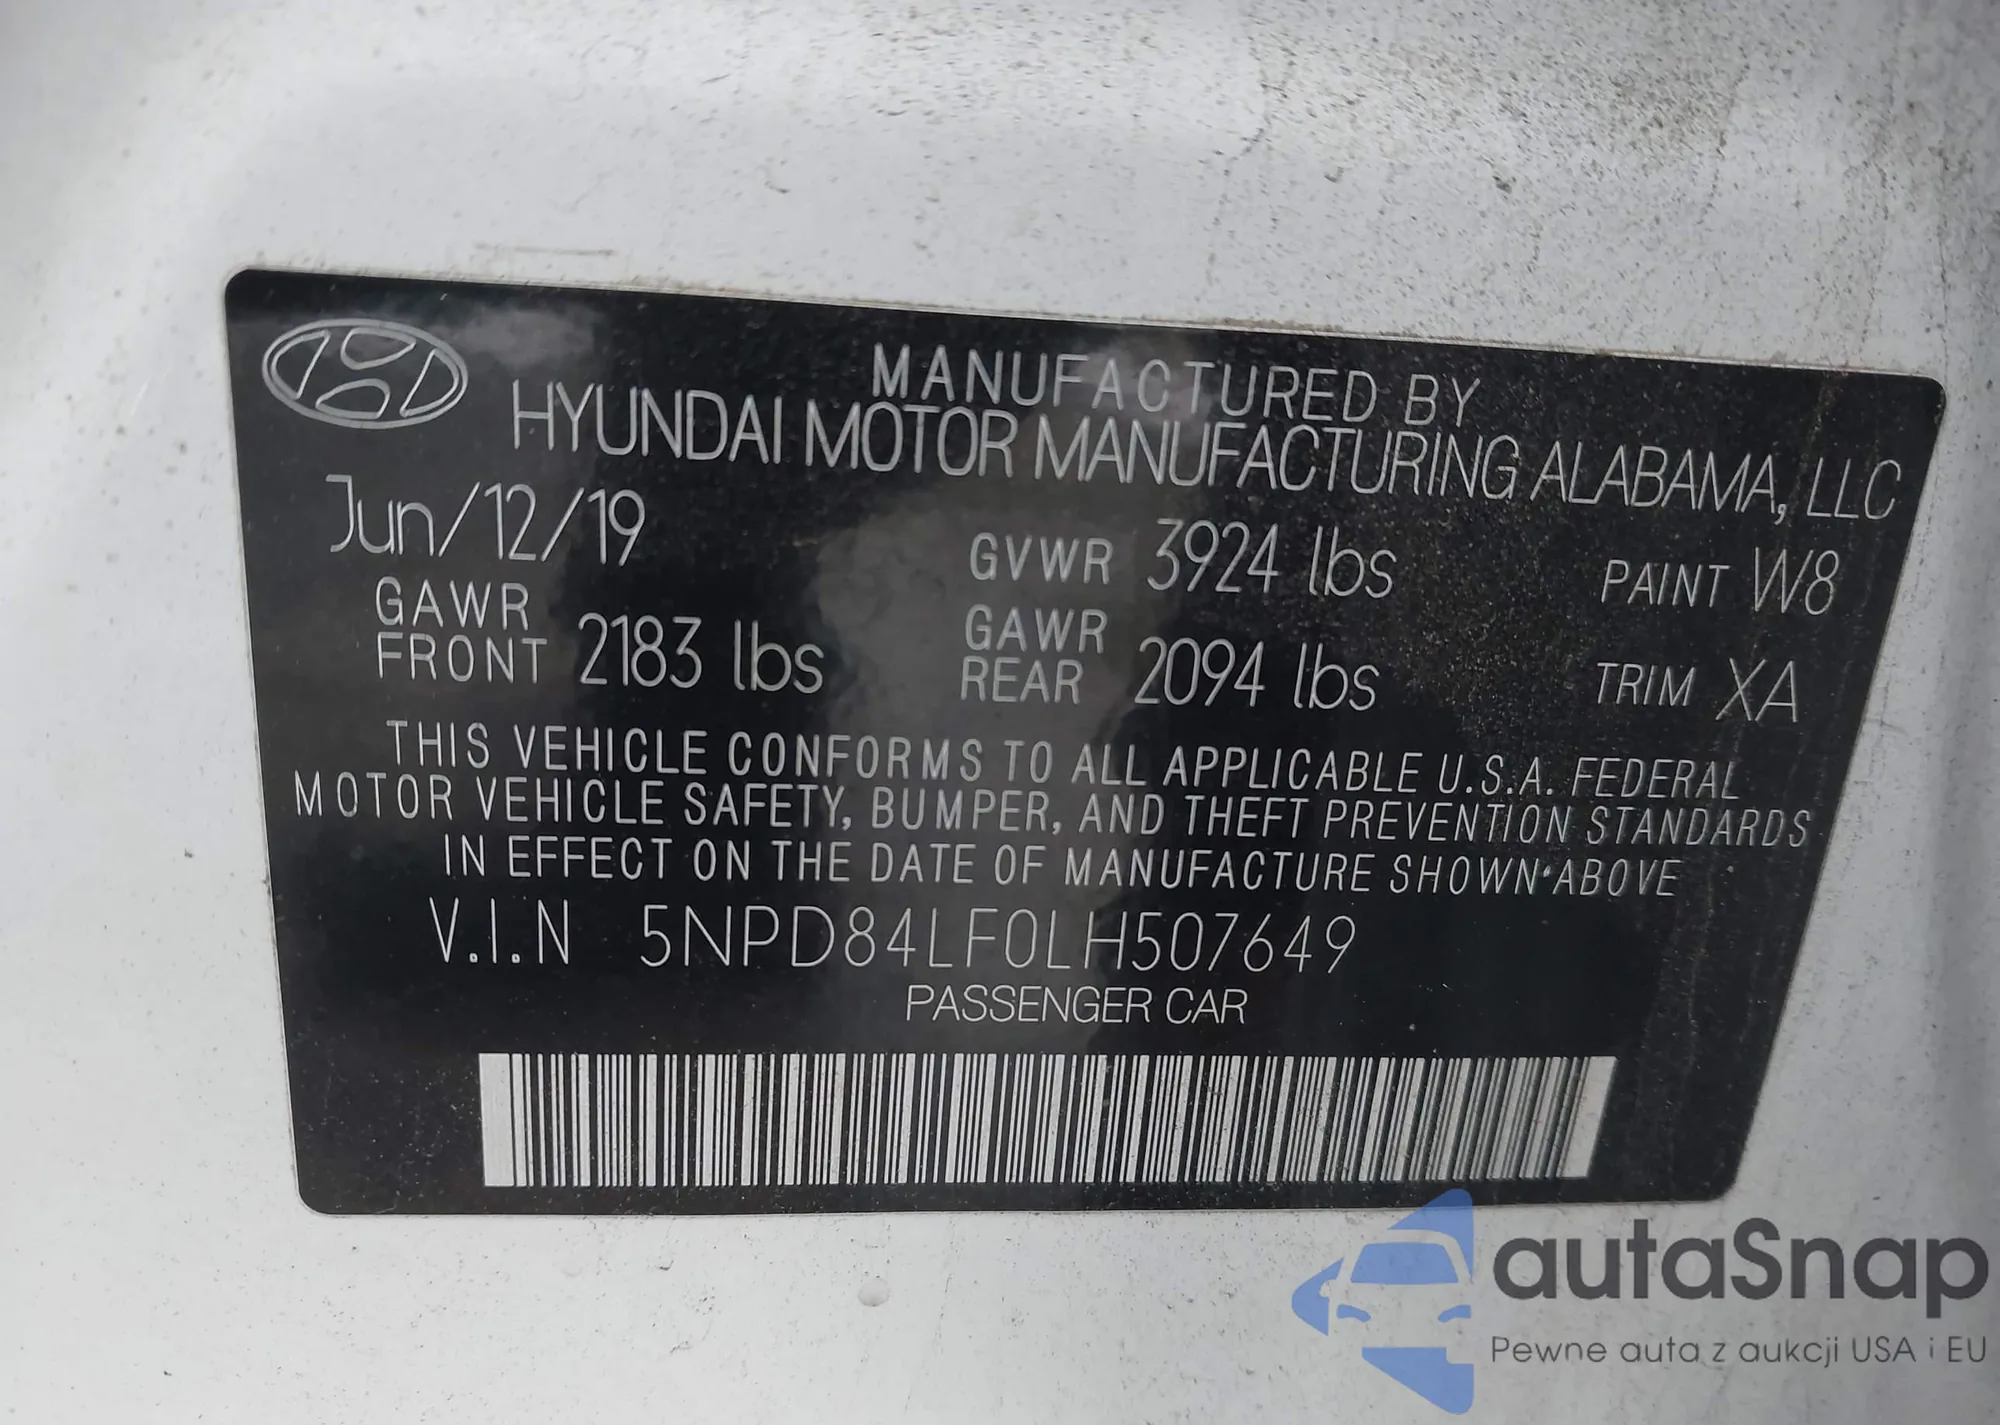 MANUFACTURED BY
HYUNDAI MOTOR MANUFACTURING ALABAMA, LLC
Jun/12/19 GVWR 3924 lbs PAINT W8
GAWR FRONT 2183 lbs GAWR REAR 2094 lbs TRIM XA
THIS VEHICLE CONFORMS TO ALL APPLICABLE U.S.A. FEDERAL
MOTOR VEHICLE SAFETY, BUMPER, AND THEFT PREVENTION STANDARDS
IN EFFECT ON THE DATE OF MANUFACTURE SHOWN ABOVE
V.I.N 5NPD84LF0LH507649
PASSENGER CAR
autaSnap
Pewne auta z aukcji USA i EU